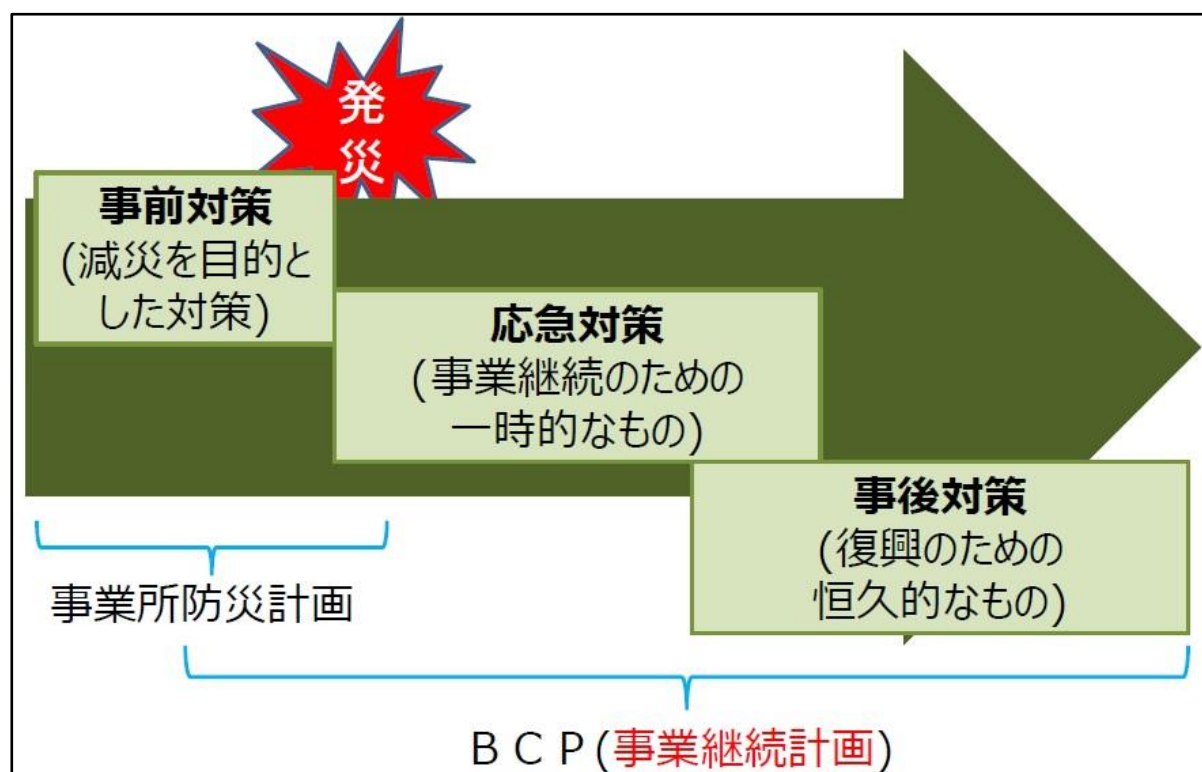 発
災
事前対策
(減災を目的と
した対策)
応急対策
(事業継続のための
一時的なもの)
事後対策
(復興のための
恒久的なもの)
事業所防災計画
ＢＣＰ(事業継続計画)